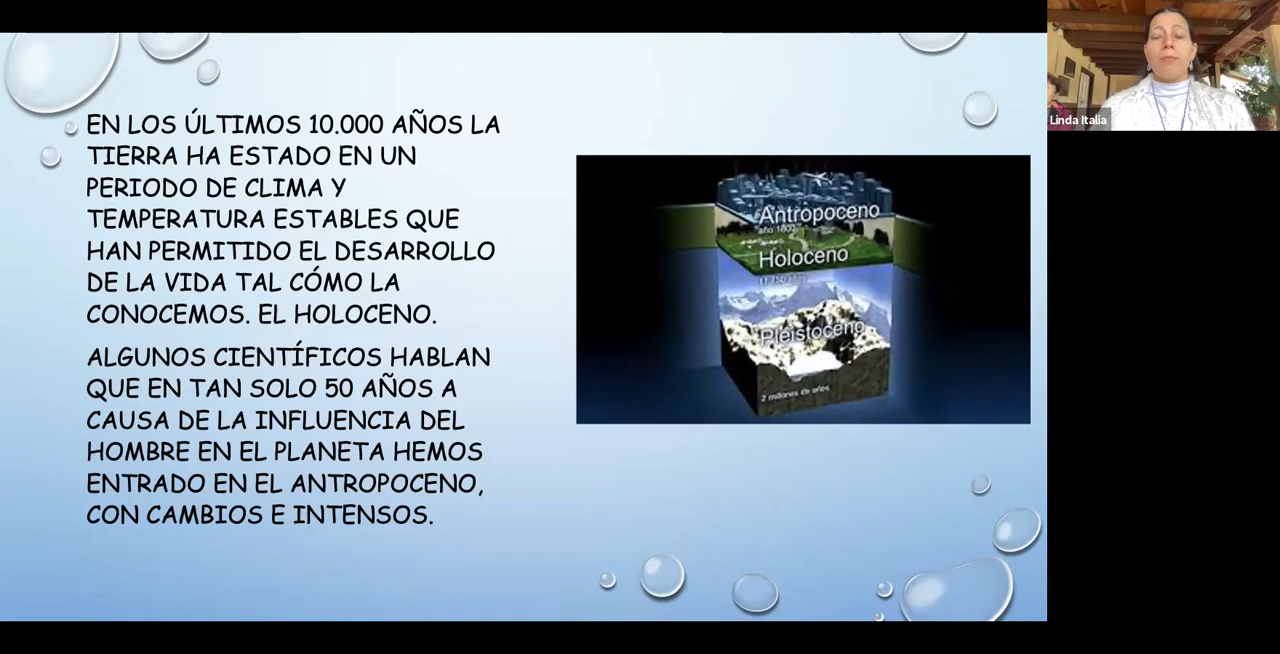 EN LOS ÚLTIMOS 10.000 AÑOS LA
TIERRA HA ESTADO EN UN
PERIODO DE CLIMA Y
TEMPERATURA ESTABLES QUE
HAN PERMITIDO EL DESARROLLO
DE LA VIDA TAL CÓMO LA
CONOCEMOS. EL HOLOCENO.
ALGUNOS CIENTÍFICOS HABLAN
QUE EN TAN SOLO 50 AÑOS A
CAUSA DE LA INFLUENCIA DEL
HOMBRE EN EL PLANETA HEMOS
ENTRADO EN EL ANTROPOCENO,
CON CAMBIOS E INTENSOS.
Antropoceno
año 1800
Holoceno
Pleistoceno
2 millones de años
Linda Italia